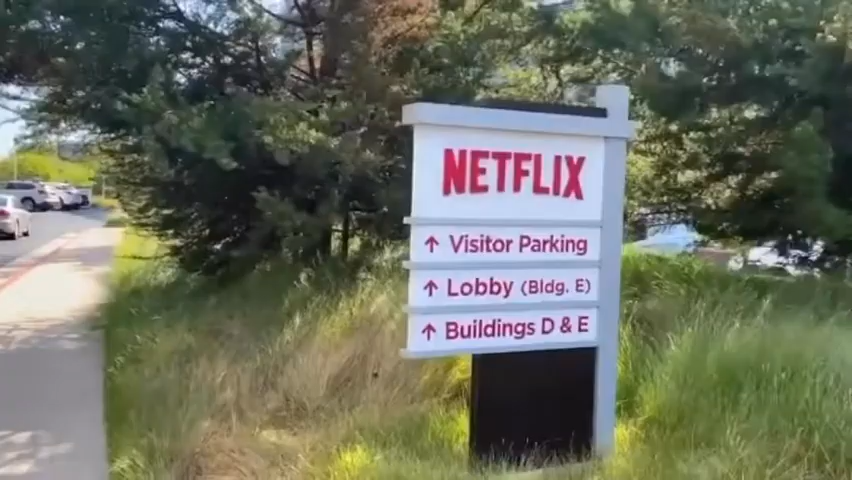 NETFLIX
↑ Visitor Parking
↑ Lobby (Bldg. E)
↑ Buildings D & E